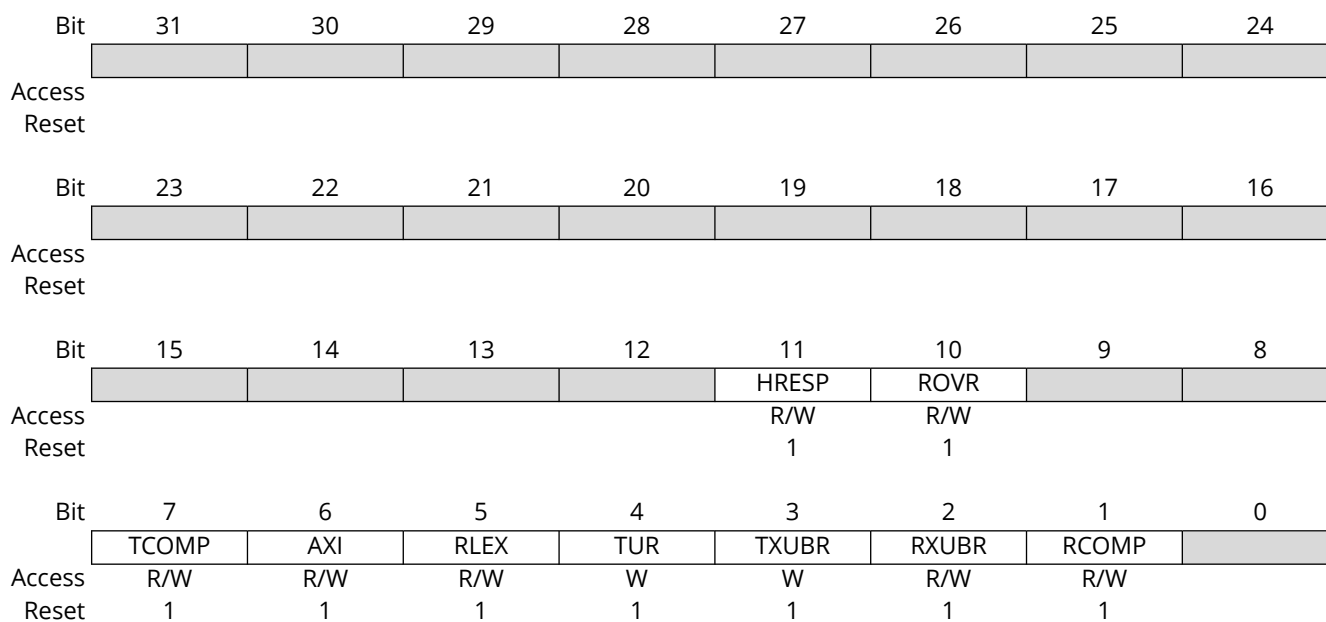 Bit 31 30 29 28 27 26 25 24
Access
Reset
Bit 23 22 21 20 19 18 17 16
Access
Reset
Bit 15 14 13 12 11 10 9 8
HRESP ROVR
Access R/W R/W
Reset 1 1
Bit 7 6 5 4 3 2 1 0
TCOMP AXI RLEX TUR TXUBR RXUBR RCOMP
Access R/W R/W R/W W W R/W R/W
Reset 1 1 1 1 1 1 1